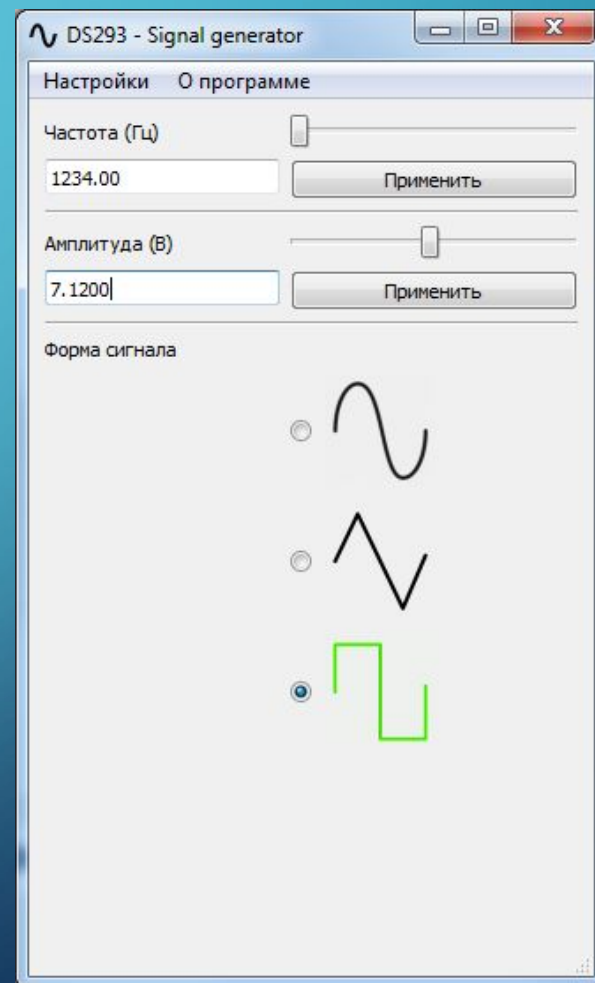 DS293 - Signal generator
Настройки О программе
Частота (Гц)
1234.00 Применить
Амплитуда (В)
7.1200 Применить
Форма сигнала